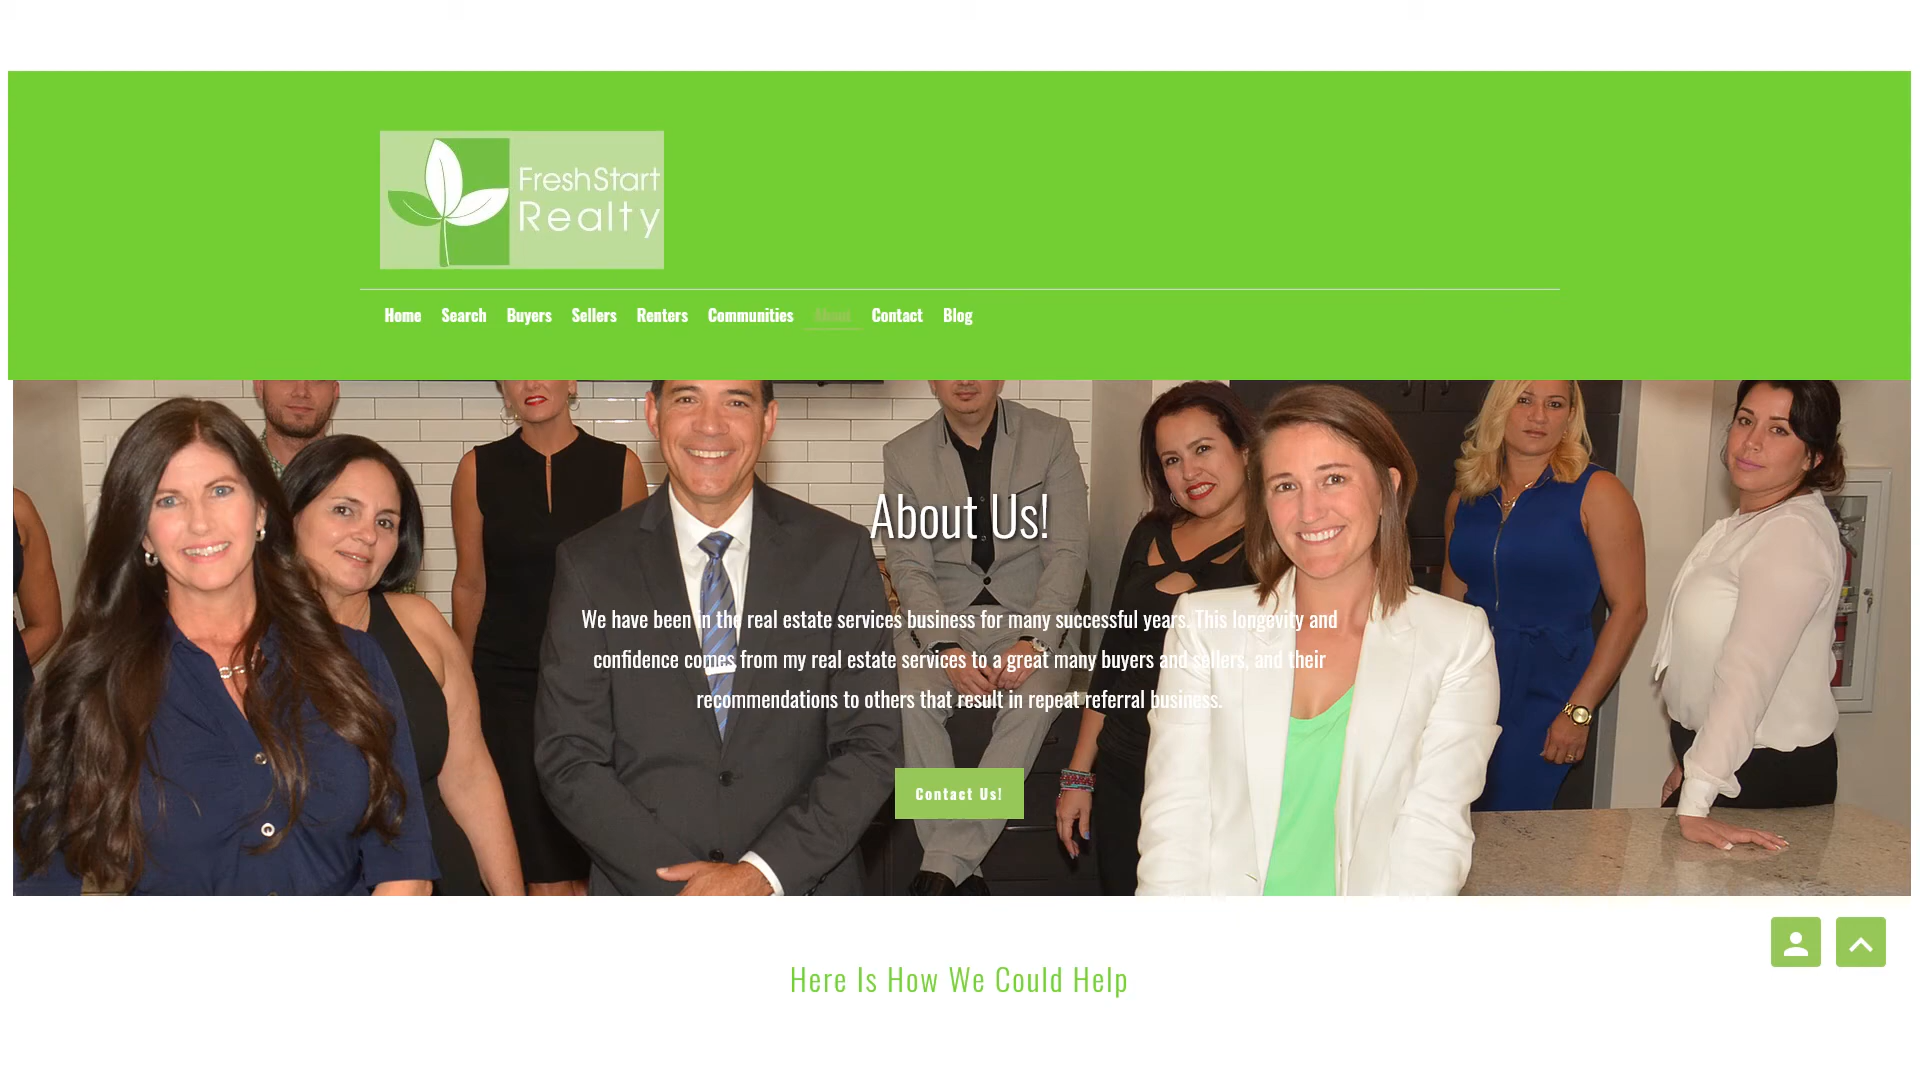 FreshStart
Realty
Home Search Buyers Sellers Renters Communities About Contact Blog
About Us!
We have been in the real estate services business for many successful years. This longevity and
confidence comes from my real estate services to a great many buyers and sellers, and their
recommendations to others that result in repeat referral business.
Contact Us!
Here Is How We Could Help